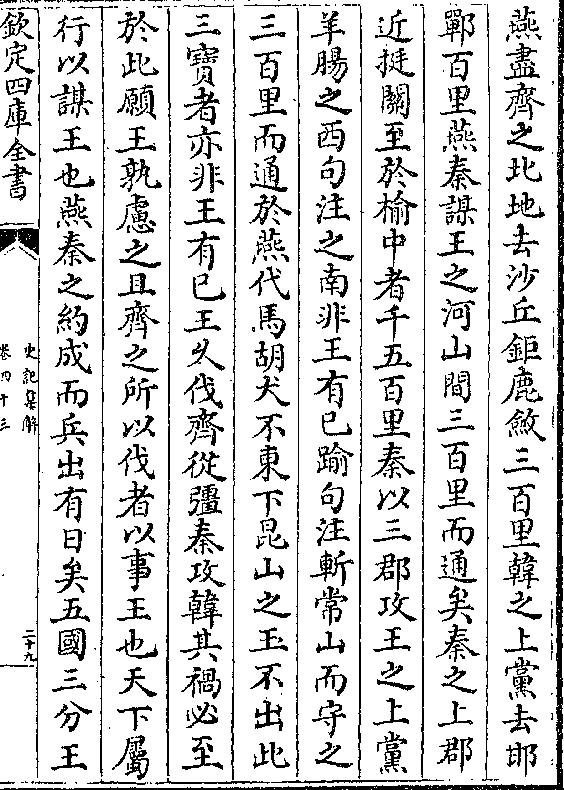 燕盡齊之北地去沙丘鉅鹿斂三百里韓之上黨去邯
鄲百里燕秦謀王之河山間三百里而通矣秦之上郡
近挺關至於榆中者千五百里秦以三郡攻王之上黨
羊腸之西句注之南非王有已踰句注斬常山而守之
三百里而通於燕代馬胡犬不東下昆山之玉不出此
三寶者亦非王有已王久伐齊從彊秦攻韓其禍必至
於此願王孰慮之且齊之所以伐者以事王也天下屬
行以謀王也燕秦之約成而兵出有日矣五國三分王
欽定四庫全書
史記集解
卷四十三
二十九